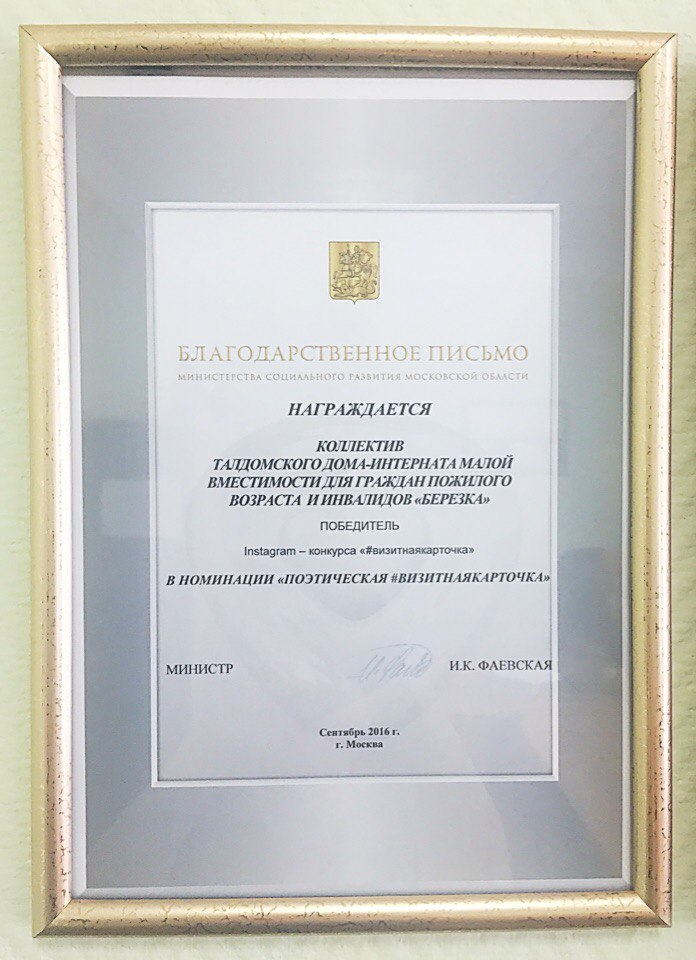 БЛАГОДАРСТВЕННОЕ ПИСЬМО
МИНИСТЕРСТВА СОЦИАЛЬНОГО РАЗВИТИЯ МОСКОВСКОЙ ОБЛАСТИ
НАГРАЖДАЕТСЯ
КОЛЛЕКТИВ
ТАЛДОМСКОГО ДОМА-ИНТЕРНАТА МАЛОЙ
ВМЕСТИМОСТИ ДЛЯ ГРАЖДАН ПОЖИЛОГО
ВОЗРАСТА И ИНВАЛИДОВ «БЕРЕЗКА»
ПОБЕДИТЕЛЬ
Instagram – конкурса «#визитнаякарточка»
В НОМИНАЦИИ «ПОЭТИЧЕСКАЯ #ВИЗИТНАЯКАРТОЧКА»
МИНИСТР И.К. ФАЕВСКАЯ
Сентябрь 2016 г.
г. Москва